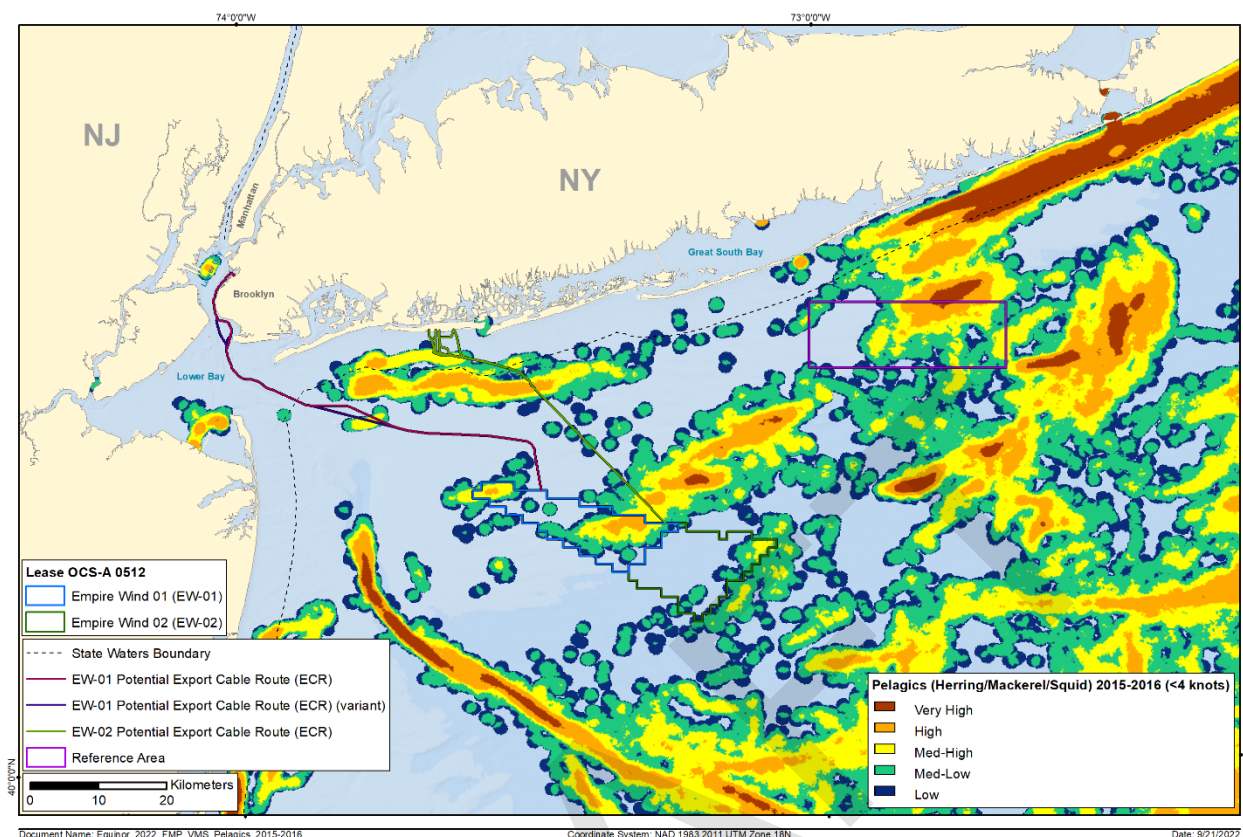 74°0'0"W
73°0'0"W
NJ
Manhattan
NY
Great South Bay
Brooklyn
Lower Bay
Lease OCS-A 0512
Empire Wind 01 (EW-01)
Empire Wind 02 (EW-02)
State Waters Boundary
EW-01 Potential Export Cable Route (ECR)
EW-01 Potential Export Cable Route (ECR) (variant)
EW-02 Potential Export Cable Route (ECR)
Reference Area
Kilometers
0 10 20
40°0'0"N
Pelagics (Herring/Mackerel/Squid) 2015-2016 (<4 knots)
Very High
High
Med-High
Med-Low
Low
Document Name: Equinor_2022_FMP_VMS_Pelagics_2015-2016
Coordinate System: NAD 1983 2011 UTM Zone 18N
Date: 9/21/2022